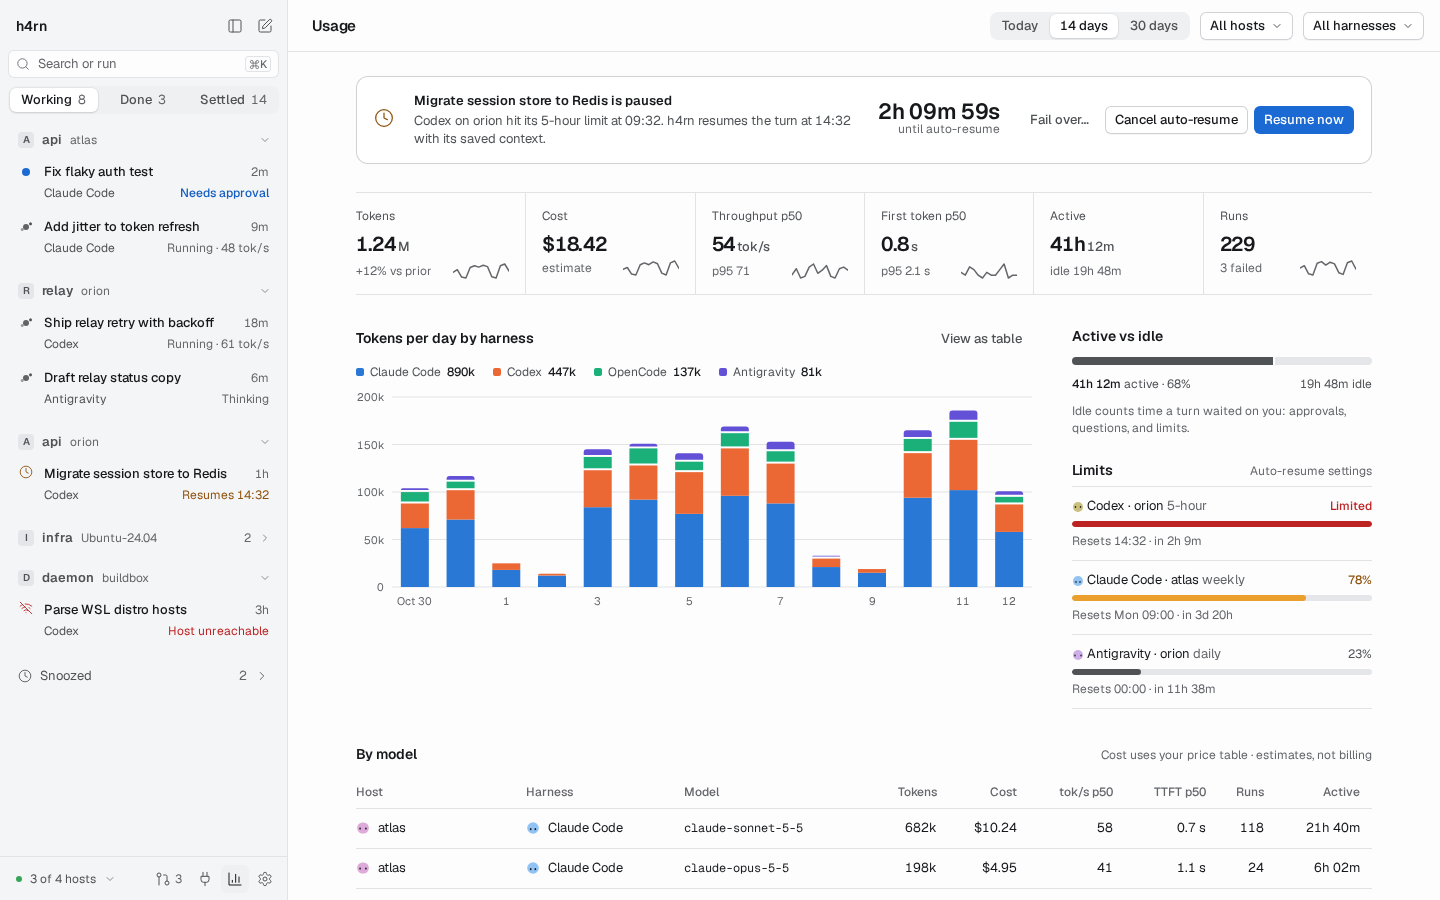 h4rn
Search or run ⌘K
Working 8 Done 3 Settled 14
A api atlas
Fix flaky auth test 2m
Claude Code Needs approval
Add jitter to token refresh 9m
Claude Code Running · 48 tok/s
R relay orion
Ship relay retry with backoff 18m
Codex Running · 61 tok/s
Draft relay status copy 6m
Antigravity Thinking
A api orion
Migrate session store to Redis 1h
Codex Resumes 14:32
I infra Ubuntu-24.04 2
D daemon buildbox
Parse WSL distro hosts 3h
Codex Host unreachable
Snoozed 2
3 of 4 hosts 3
Usage
Today 14 days 30 days All hosts All harnesses
Migrate session store to Redis is paused
Codex on orion hit its 5-hour limit at 09:32. h4rn resumes the turn at 14:32
with its saved context.
2h 09m 59s
until auto-resume
Fail over... Cancel auto-resume Resume now
Tokens
1.24 M
+12% vs prior
Cost
$18.42
estimate
Throughput p50
54 tok/s
p95 71
First token p50
0.8 s
p95 2.1 s
Active
41h 12m
idle 19h 48m
Runs
229
3 failed
Tokens per day by harness View as table
Claude Code 890k Codex 447k OpenCode 137k Antigravity 81k
200k
150k
100k
50k
0
Oct 30 1 3 5 7 9 11 12
Active vs idle
41h 12m active · 68% 19h 48m idle
Idle counts time a turn waited on you: approvals,
questions, and limits.
Limits Auto-resume settings
Codex · orion 5-hour Limited
Resets 14:32 · in 2h 9m
Claude Code · atlas weekly 78%
Resets Mon 09:00 · in 3d 20h
Antigravity · orion daily 23%
Resets 00:00 · in 11h 38m
By model Cost uses your price table · estimates, not billing
Host Harness Model Tokens Cost tok/s p50 TTFT p50 Runs Active
atlas Claude Code claude-sonnet-5-5 682k $10.24 58 0.7 s 118 21h 40m
atlas Claude Code claude-opus-5-5 198k $4.95 41 1.1 s 24 6h 02m